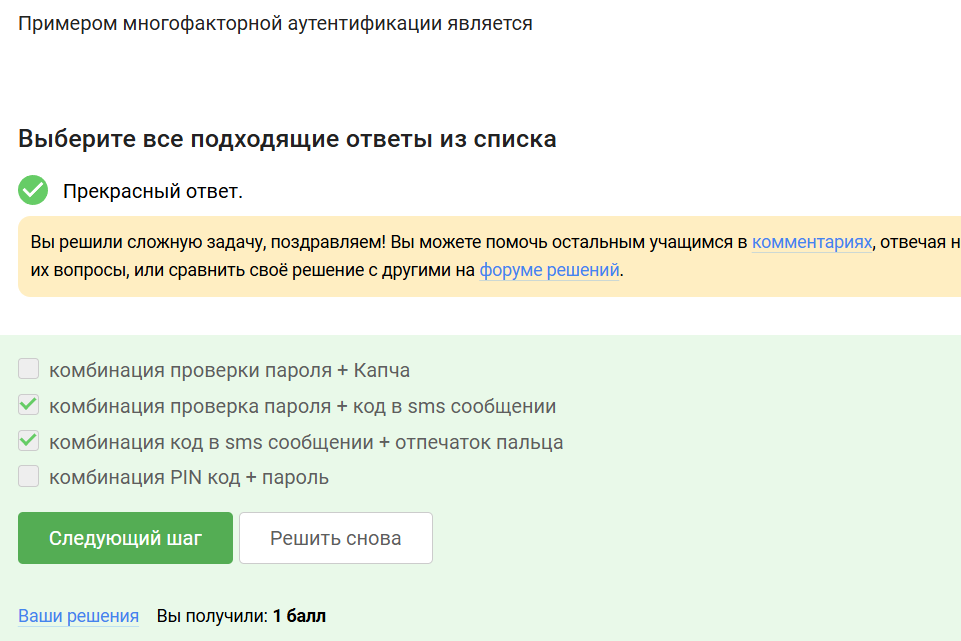 Примером многофакторной аутентификации является
Выберите все подходящие ответы из списка
Прекрасный ответ.
Вы решили сложную задачу, поздравляем! Вы можете помочь остальным учащимся в комментариях, отвечая
их вопросы, или сравнить своё решение с другими на форуме решений.
комбинация проверки пароля + Капча
комбинация проверка пароля + код в sms сообщении
комбинация код в sms сообщении + отпечаток пальца
комбинация PIN код + пароль
Следующий шаг
Решить снова
Ваши решения Вы получили: 1 балл